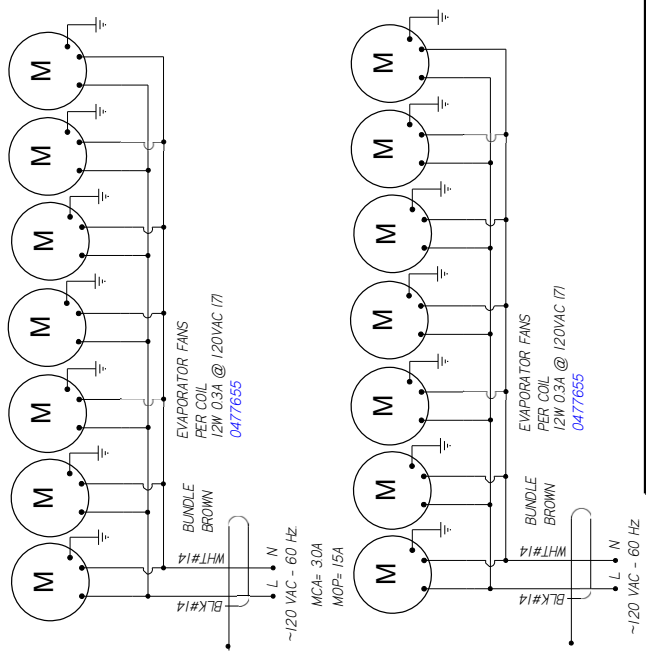 M
M
M
M
M
M
M
EVAPORATOR FANS
PER COIL
12W 0.3A @ 120VAC (7)
0477655
BUNDLE
BROWN
BLK#14
WHT#14
L N
~120 VAC - 60 Hz
MCA= 3.0A
MOP= 15A
M
M
M
M
M
M
M
EVAPORATOR FANS
PER COIL
12W 0.3A @ 120VAC (7)
0477655
BUNDLE
BROWN
BLK#14
WHT#14
L N
~120 VAC - 60 Hz